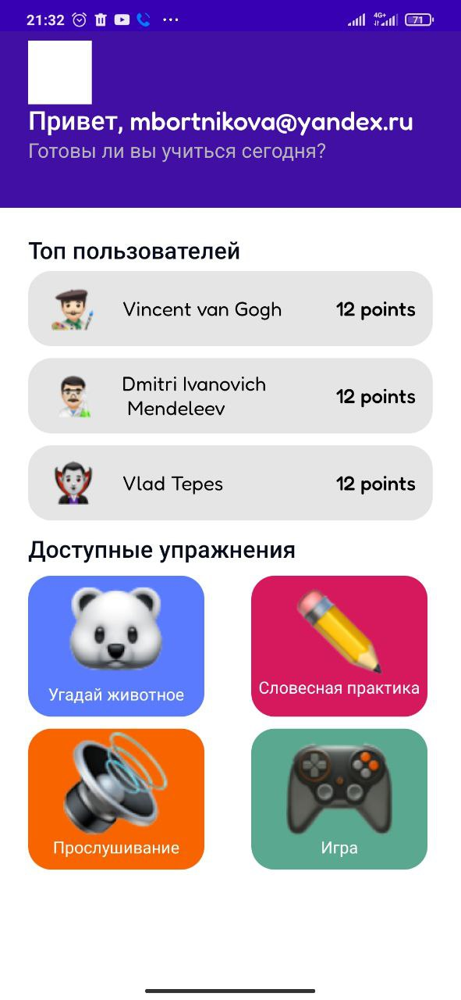 21:32
4G+
71
Привет, mbortnikova@yandex.ru
Готовы ли вы учиться сегодня?
Топ пользователей
Vincent van Gogh 12 points
Dmitri Ivanovich
Mendeleev 12 points
Vlad Tepes 12 points
Доступные упражнения
Угадай животное
Словесная практика
Прослушивание
Игра